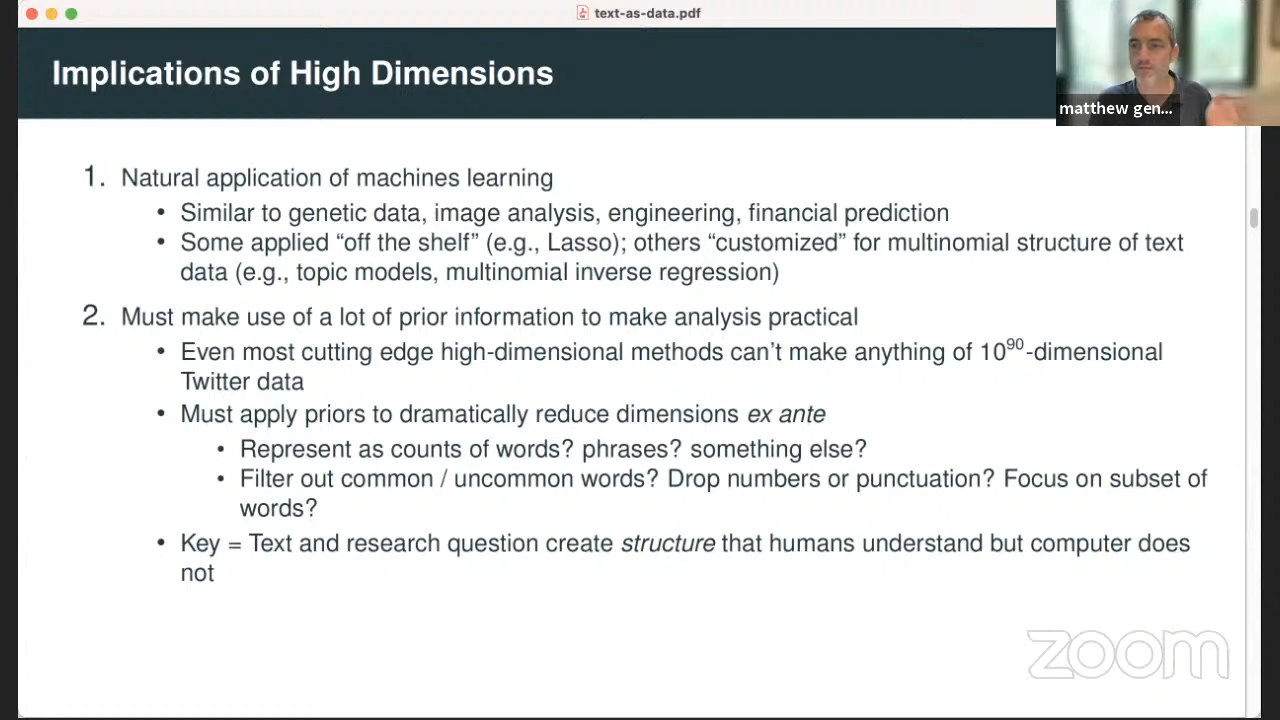 text-as-data.pdf
Implications of High Dimensions
matthew gen...
1. Natural application of machines learning
• Similar to genetic data, image analysis, engineering, financial prediction
• Some applied “off the shelf” (e.g., Lasso); others “customized” for multinomial structure of text
data (e.g., topic models, multinomial inverse regression)
2. Must make use of a lot of prior information to make analysis practical
• Even most cutting edge high-dimensional methods can’t make anything of 10⁹⁰-dimensional
Twitter data
• Must apply priors to dramatically reduce dimensions ex ante
• Represent as counts of words? phrases? something else?
• Filter out common / uncommon words? Drop numbers or punctuation? Focus on subset of
words?
• Key = Text and research question create structure that humans understand but computer does
not
zoom